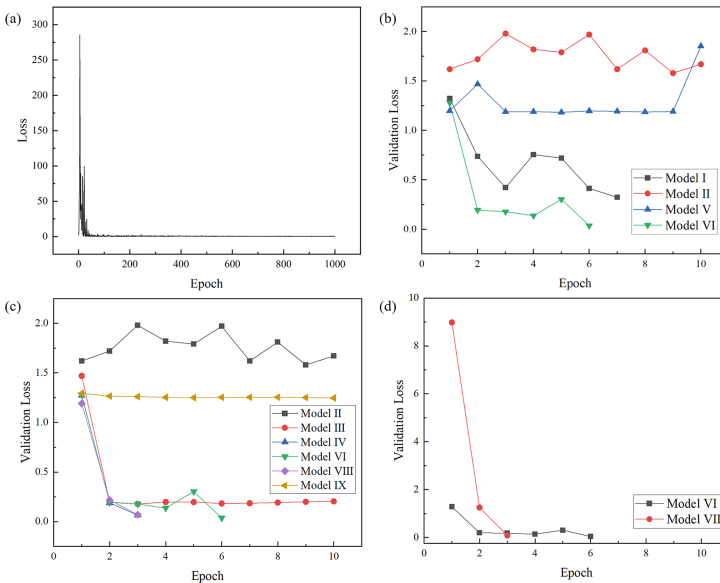 (a)
300
250
200
150
100
50
0
Loss
0 200 400 600 800 1000
Epoch
(b)
2.0
1.5
1.0
0.5
0.0
Validation Loss
Model I
Model II
Model V
Model VI
0 2 4 6 8 10
Epoch
(c)
2.0
1.5
1.0
0.5
0.0
Validation Loss
Model II
Model III
Model IV
Model VI
Model VIII
Model IX
0 2 4 6 8 10
Epoch
(d)
10
8
6
4
2
0
Validation Loss
Model VI
Model VII
0 2 4 6 8 10
Epoch